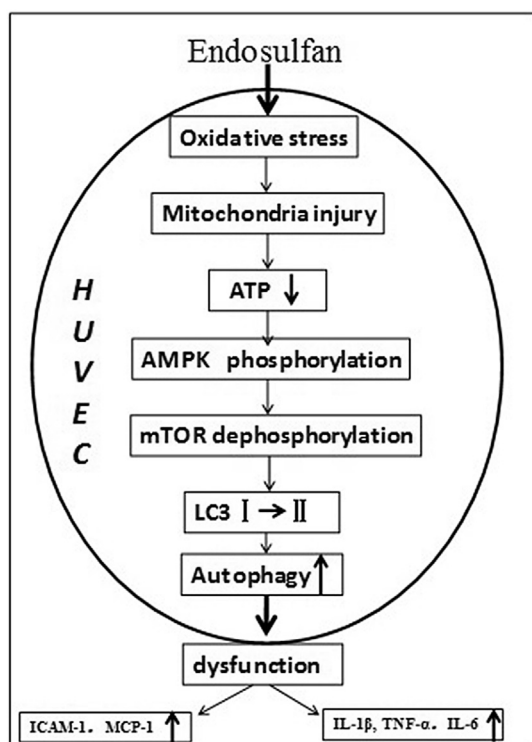 Endosulfan
Oxidative stress
Mitochondria injury
ATP ↓
AMPK phosphorylation
mTOR dephosphorylation
LC3 Ⅰ → Ⅱ
Autophagy ↑
HUVEC
dysfunction
ICAM-1. MCP-1 ↑
IL-1β, TNF-α. IL-6 ↑